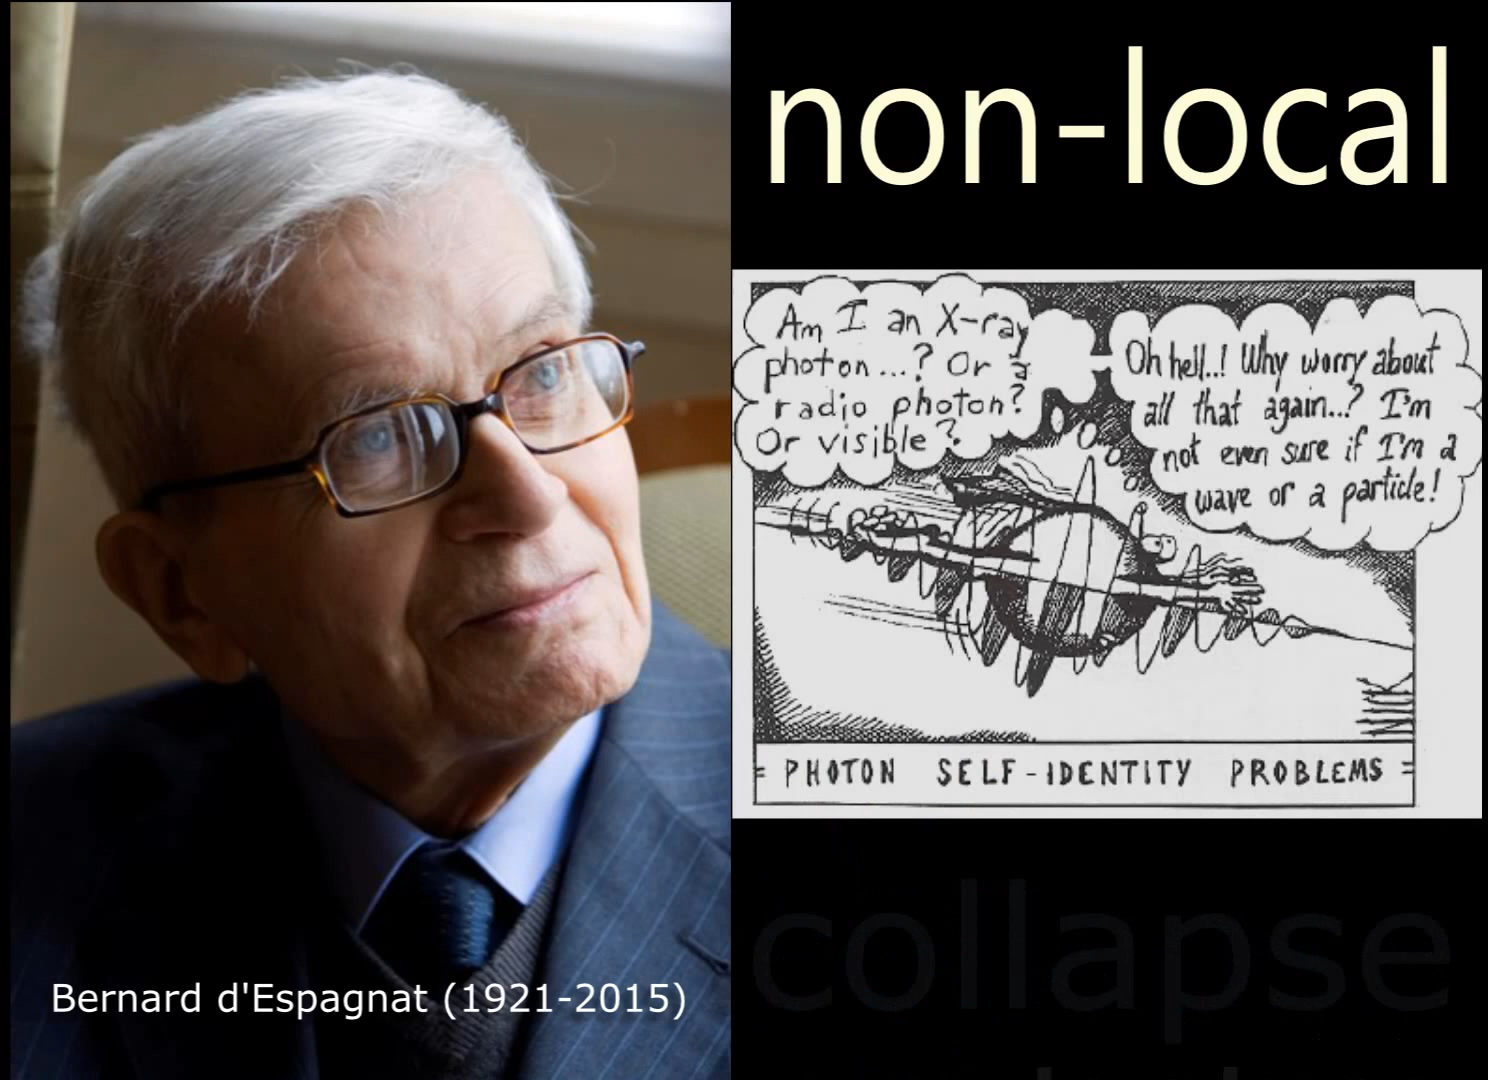 non-local
Am I an X-ray
photon...? Or a
radio photon?
Or visible?
Oh hell..! Why worry about
all that again...? I'm
not even sure if I'm a
wave or a particle!
= PHOTON SELF-IDENTITY PROBLEMS =
collapse
Bernard d'Espagnat (1921-2015)